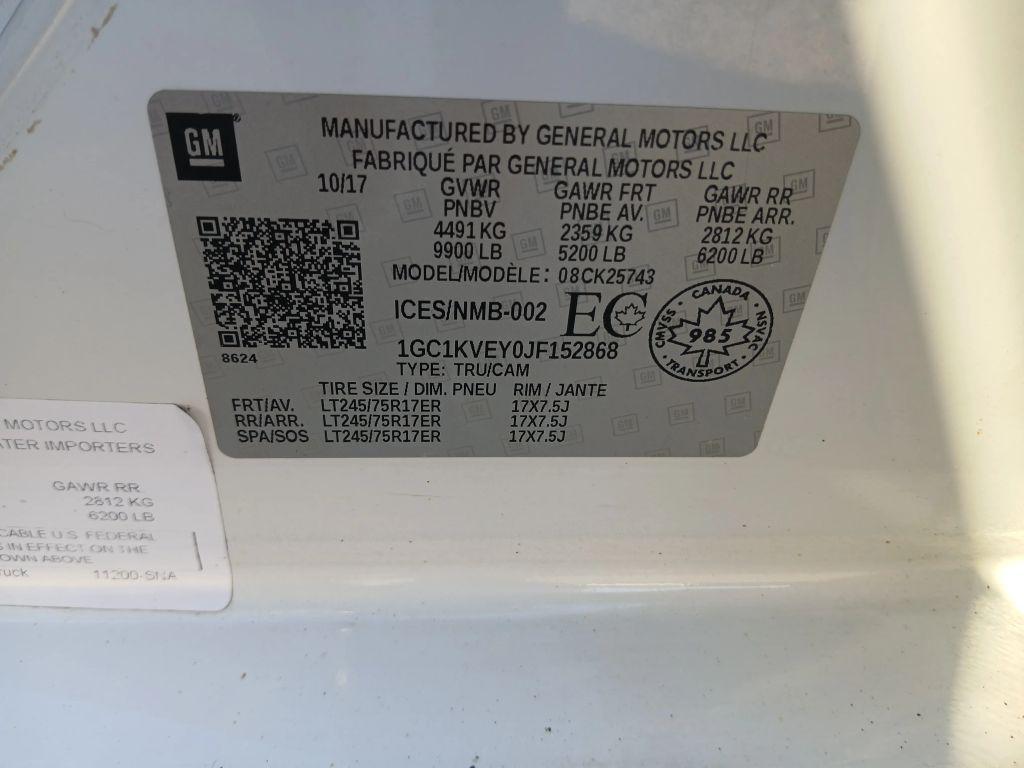 GM
MANUFACTURED BY GENERAL MOTORS LLC
FABRIQUÉ PAR GENERAL MOTORS LLC
10/17 GVWR GAWR FRT GAWR RR
PNBV PNBE AV. PNBE ARR.
4491 KG 2359 KG 2812 KG
9900 LB 5200 LB 6200 LB
MODEL/MODÈLE: 08CK25743
ICES/NMB-002 EC
CANADA
CMVSS 985 NSVAC
TRANSPORT
8624
1GC1KVEY0JF152868
TYPE: TRU/CAM
TIRE SIZE / DIM. PNEU RIM / JANTE
FRT/AV. LT245/75R17ER 17X7.5J
RR/ARR. LT245/75R17ER 17X7.5J
SPA/SOS LT245/75R17ER 17X7.5J
MOTORS LLC
ATER IMPORTERS
GAWR RR
2812 KG
6200 LB
CABLE U.S. FEDERAL
S IN EFFECT ON THE
OWN ABOVE
ruck 11200-SNA